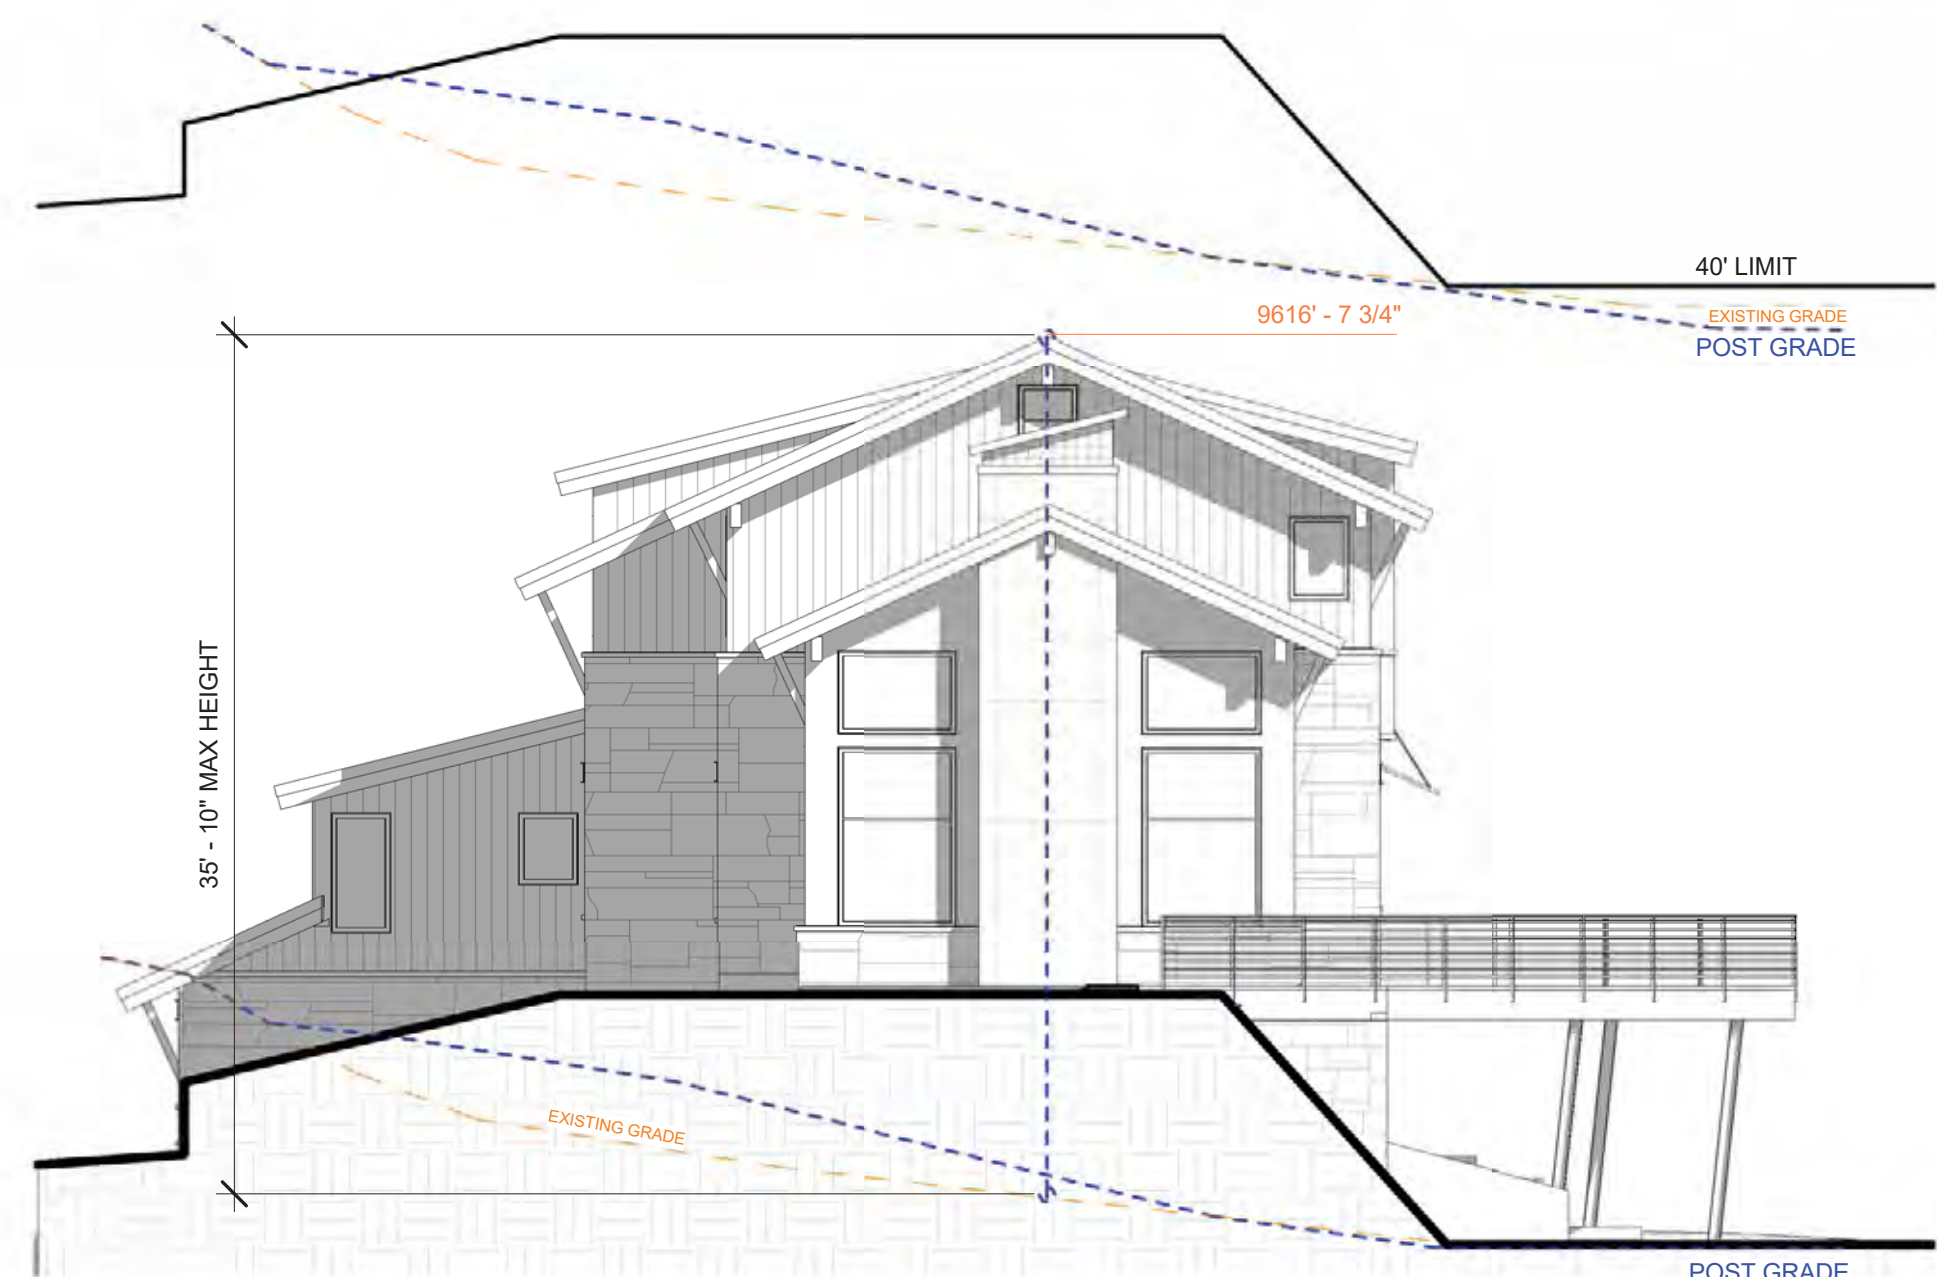 40' LIMIT
9616' - 7 3/4"
EXISTING GRADE
POST GRADE
35' - 10" MAX HEIGHT
EXISTING GRADE
POST GRADE